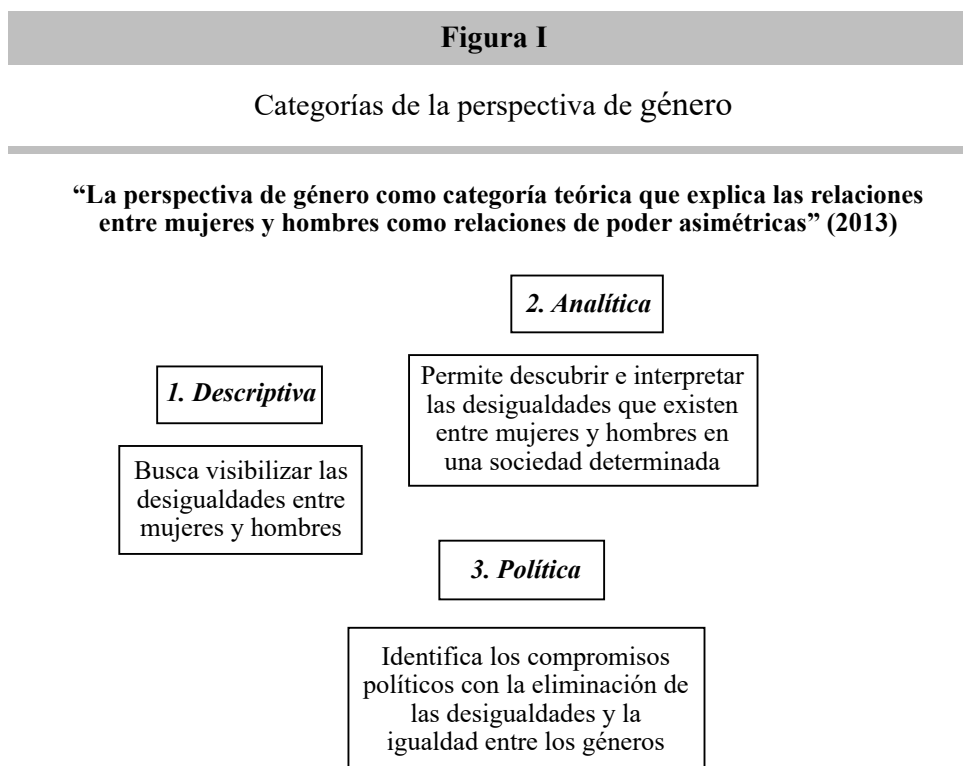 Figura I
Categorías de la perspectiva de género
“La perspectiva de género como categoría teórica que explica las relaciones
entre mujeres y hombres como relaciones de poder asimétricas” (2013)
1. Descriptiva
Busca visibilizar las
desigualdades entre
mujeres y hombres
2. Analítica
Permite descubrir e interpretar
las desigualdades que existen
entre mujeres y hombres en
una sociedad determinada
3. Política
Identifica los compromisos
políticos con la eliminación de
las desigualdades y la
igualdad entre los géneros